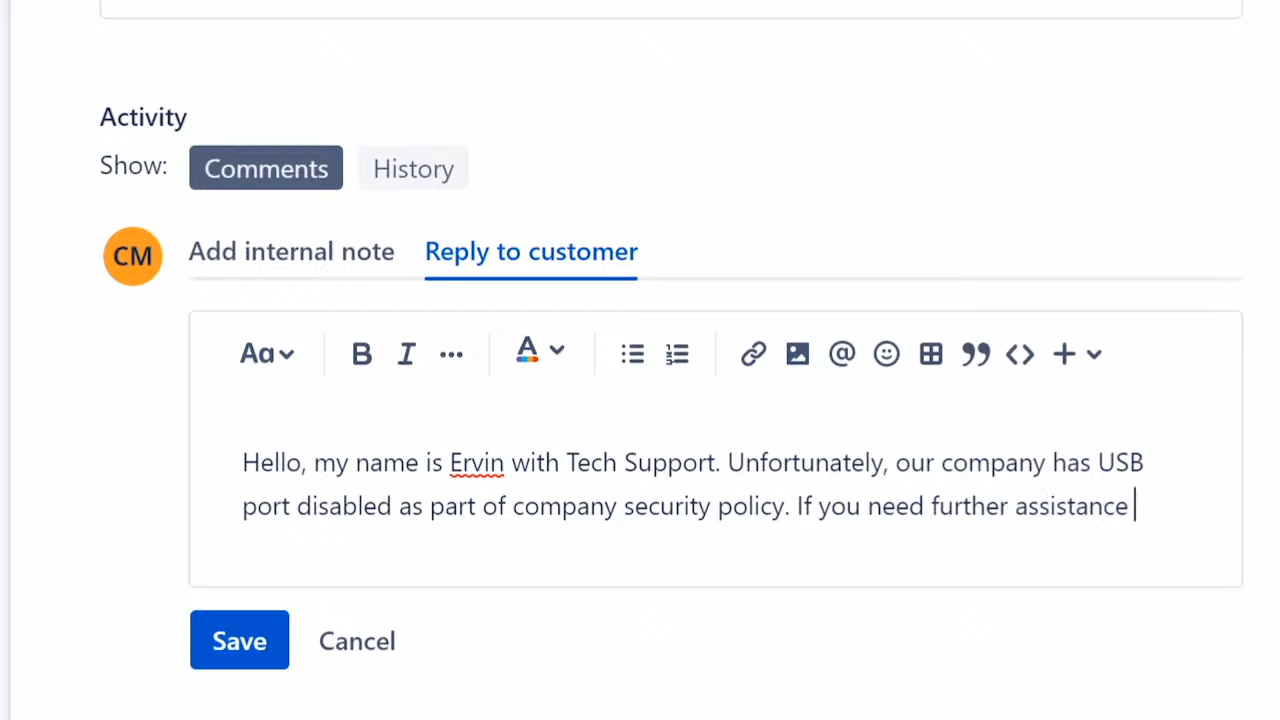 Activity
Show: Comments History
CM Add internal note Reply to customer
Aa B I ... A
Hello, my name is Ervin with Tech Support. Unfortunately, our company has USB
port disabled as part of company security policy. If you need further assistance
Save Cancel